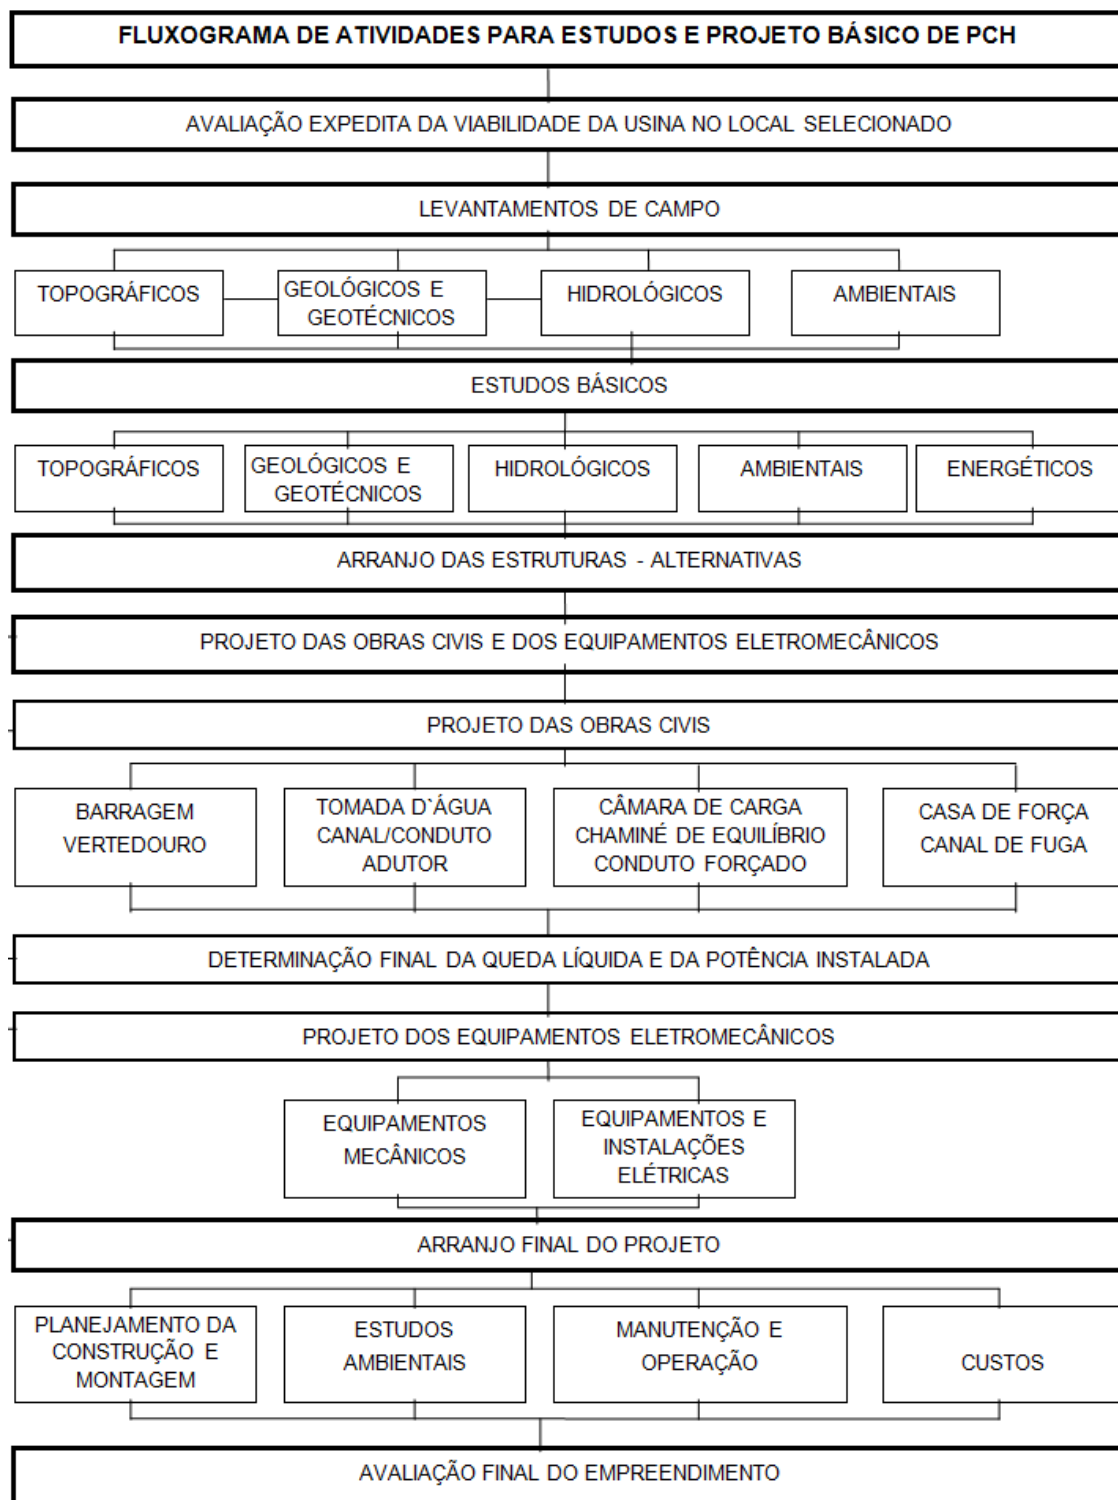 FLUXOGRAMA DE ATIVIDADES PARA ESTUDOS E PROJETO BÁSICO DE PCH
AVALIAÇÃO EXPEDITA DA VIABILIDADE DA USINA NO LOCAL SELECIONADO
LEVANTAMENTOS DE CAMPO
TOPOGRÁFICOS
GEOLÓGICOS E
GEOTÉCNICOS
HIDROLÓGICOS
AMBIENTAIS
ESTUDOS BÁSICOS
TOPOGRÁFICOS
GEOLÓGICOS E
GEOTÉCNICOS
HIDROLÓGICOS
AMBIENTAIS
ENERGÉTICOS
ARRANJO DAS ESTRUTURAS - ALTERNATIVAS
PROJETO DAS OBRAS CIVIS E DOS EQUIPAMENTOS ELETROMECÂNICOS
PROJETO DAS OBRAS CIVIS
BARRAGEM
VERTEDOURO
TOMADA D`ÁGUA
CANAL/CONDUTO
ADUTOR
CÂMARA DE CARGA
CHAMINÉ DE EQUILÍBRIO
CONDUTO FORÇADO
CASA DE FORÇA
CANAL DE FUGA
DETERMINAÇÃO FINAL DA QUEDA LÍQUIDA E DA POTÊNCIA INSTALADA
PROJETO DOS EQUIPAMENTOS ELETROMECÂNICOS
EQUIPAMENTOS
MECÂNICOS
EQUIPAMENTOS E
INSTALAÇÕES
ELÉTRICAS
ARRANJO FINAL DO PROJETO
PLANEJAMENTO DA
CONSTRUÇÃO E
MONTAGEM
ESTUDOS
AMBIENTAIS
MANUTENÇÃO E
OPERAÇÃO
CUSTOS
AVALIAÇÃO FINAL DO EMPREENDIMENTO